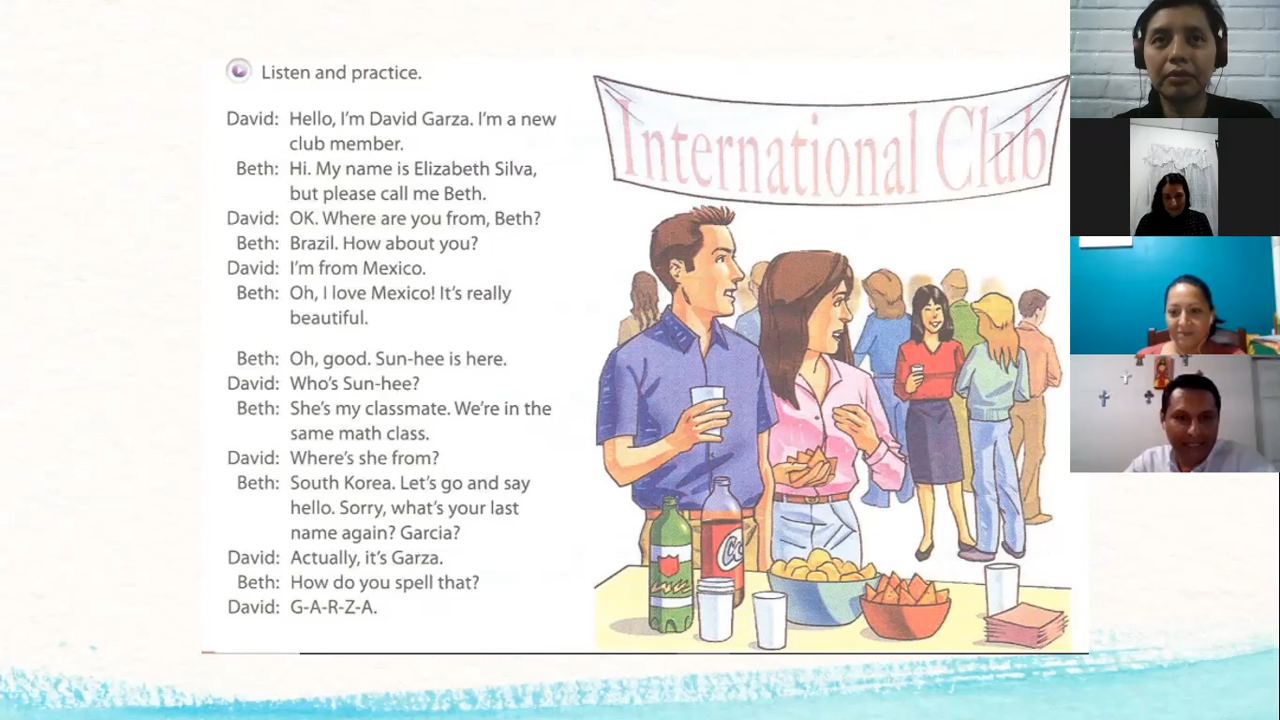 Listen and practice.
David: Hello, I'm David Garza. I'm a new
club member.
Beth: Hi. My name is Elizabeth Silva,
but please call me Beth.
David: OK. Where are you from, Beth?
Beth: Brazil. How about you?
David: I'm from Mexico.
Beth: Oh, I love Mexico! It's really
beautiful.
Beth: Oh, good. Sun-hee is here.
David: Who's Sun-hee?
Beth: She's my classmate. We're in the
same math class.
David: Where's she from?
Beth: South Korea. Let's go and say
hello. Sorry, what's your last
name again? Garcia?
David: Actually, it's Garza.
Beth: How do you spell that?
David: G-A-R-Z-A.
International Club